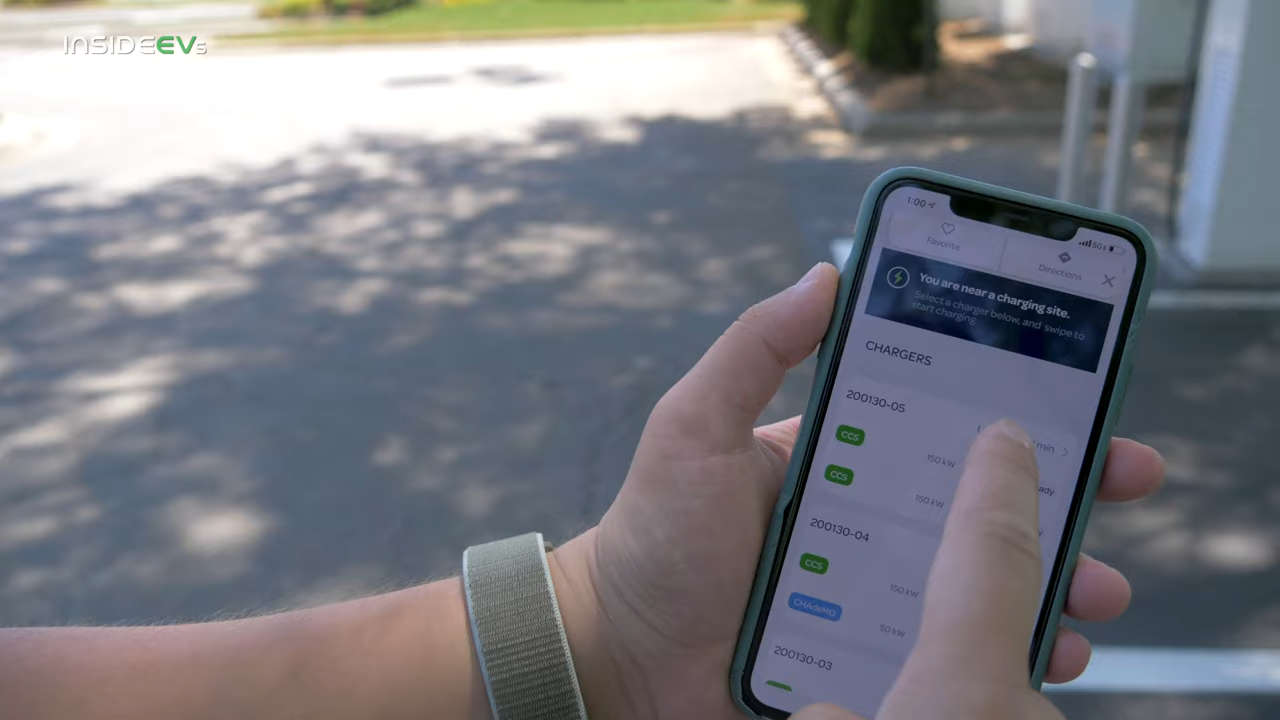 INSIDEEVs
1:00
5G
Favorite
Directions
You are near a charging site.
Select a charger below, and swipe to
start charging
CHARGERS
200130-05
min
CCS
150 kW
CCS
150 kW
200130-04
CCS
150 kW
CHAdeMO
50 kW
200130-03